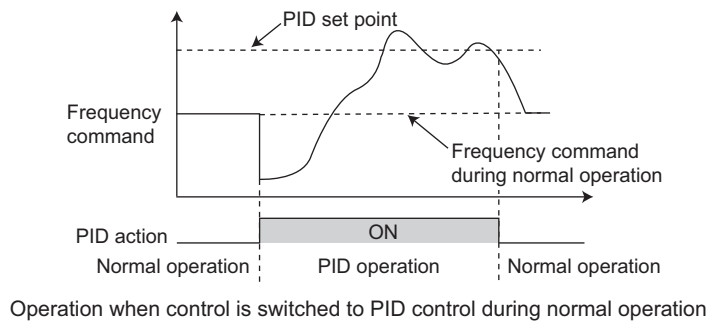 PID set point
Frequency
command
Frequency command
during normal operation
PID action
ON
Normal operation
PID operation
Normal operation
Operation when control is switched to PID control during normal operation